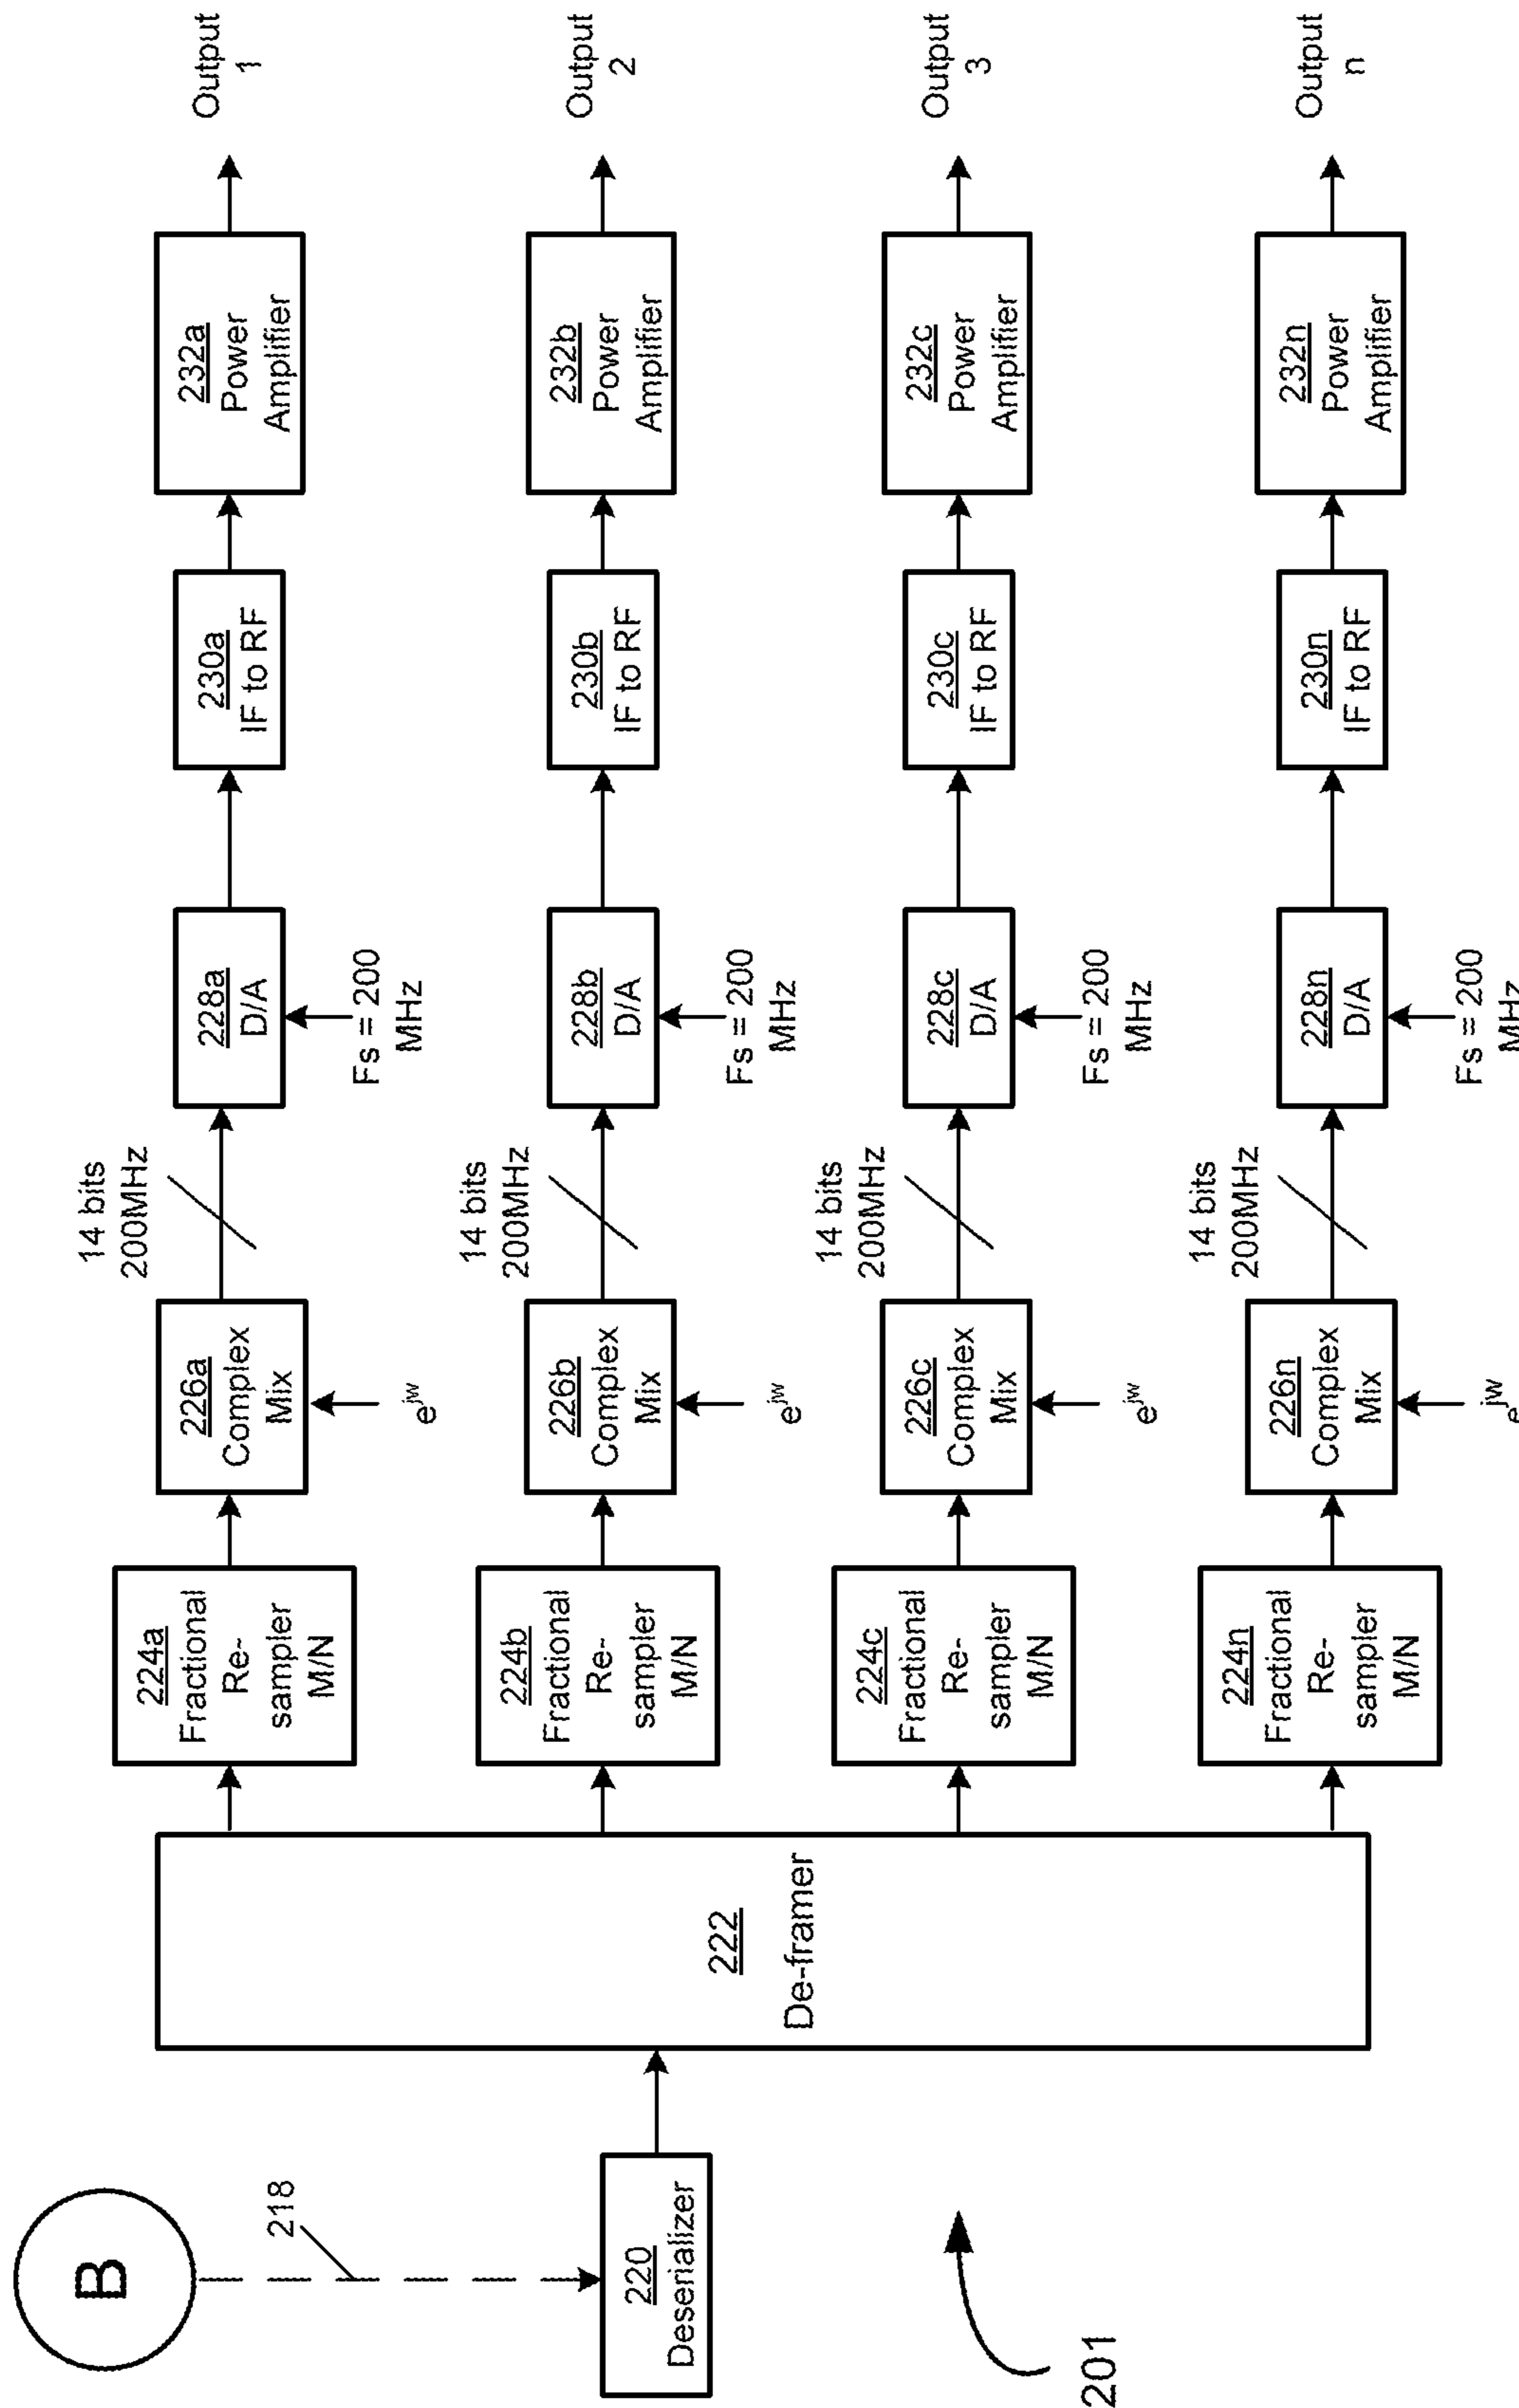 B
218
220
Deserializer
201
222
De-framer
224a
Fractional
Re-
sampler
M/N
226a
Complex
Mix
e^jw
14 bits
200MHz
228a
D/A
Fs = 200
MHz
230a
IF to RF
232a
Power
Amplifier
Output
1
224b
Fractional
Re-
sampler
M/N
226b
Complex
Mix
e^jw
14 bits
200MHz
228b
D/A
Fs = 200
MHz
230b
IF to RF
232b
Power
Amplifier
Output
2
224c
Fractional
Re-
sampler
M/N
226c
Complex
Mix
e^jw
14 bits
200MHz
228c
D/A
Fs = 200
MHz
230c
IF to RF
232c
Power
Amplifier
Output
3
224n
Fractional
Re-
sampler
M/N
226n
Complex
Mix
e^jw
14 bits
200MHz
228n
D/A
Fs = 200
MHz
230n
IF to RF
232n
Power
Amplifier
Output
n